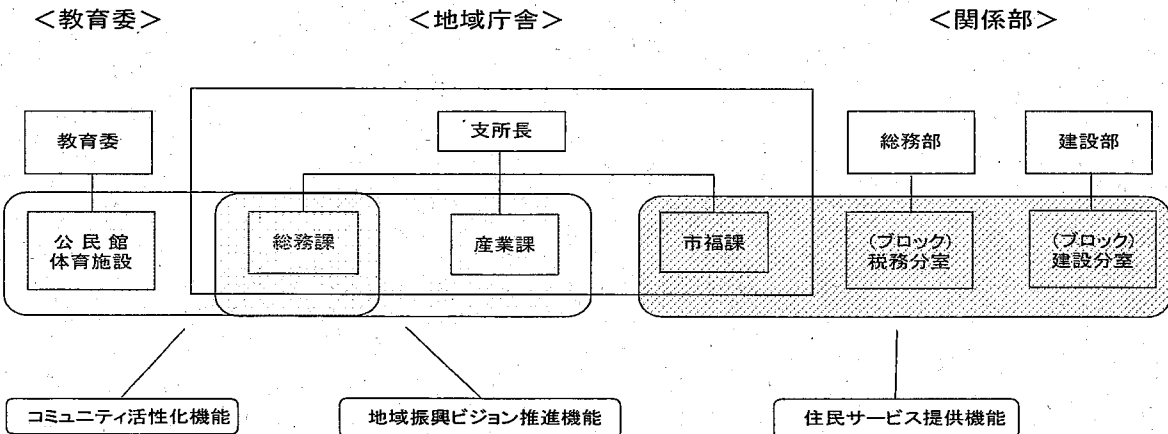 ＜教育委＞
＜地域庁舎＞
＜関係部＞
教育委
支所長
総務部
建設部
公民館
体育施設
総務課
産業課
市福課
(ブロック)
税務分室
(ブロック)
建設分室
コミュニティ活性化機能
地域振興ビジョン推進機能
住民サービス提供機能